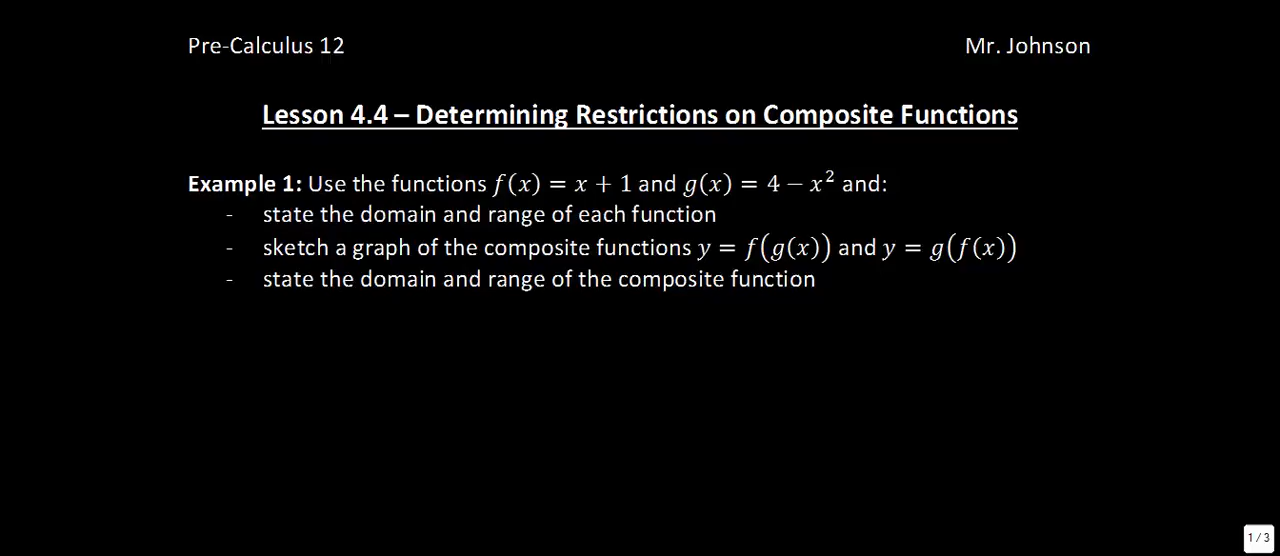 Pre-Calculus 12 Mr. Johnson
Lesson 4.4 – Determining Restrictions on Composite Functions
Example 1: Use the functions f(x) = x + 1 and g(x) = 4 − x² and:
- state the domain and range of each function
- sketch a graph of the composite functions y = f(g(x)) and y = g(f(x))
- state the domain and range of the composite function
1 / 3